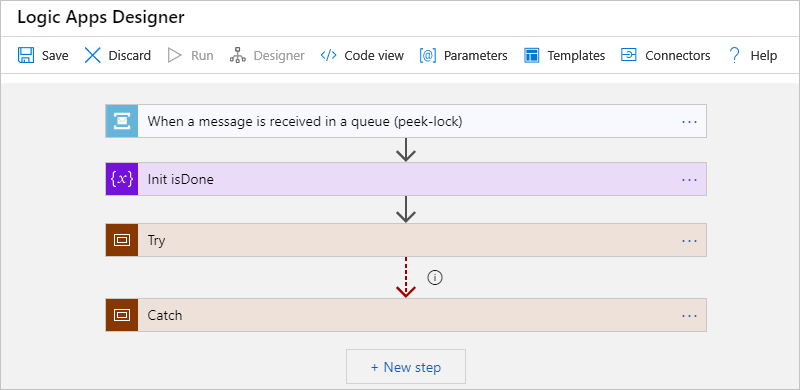 Logic Apps Designer
Save Discard Run Designer Code view Parameters Templates Connectors ? Help
When a message is received in a queue (peek-lock) ...
{x} Init isDone ...
Try ...
Catch ...
+ New step